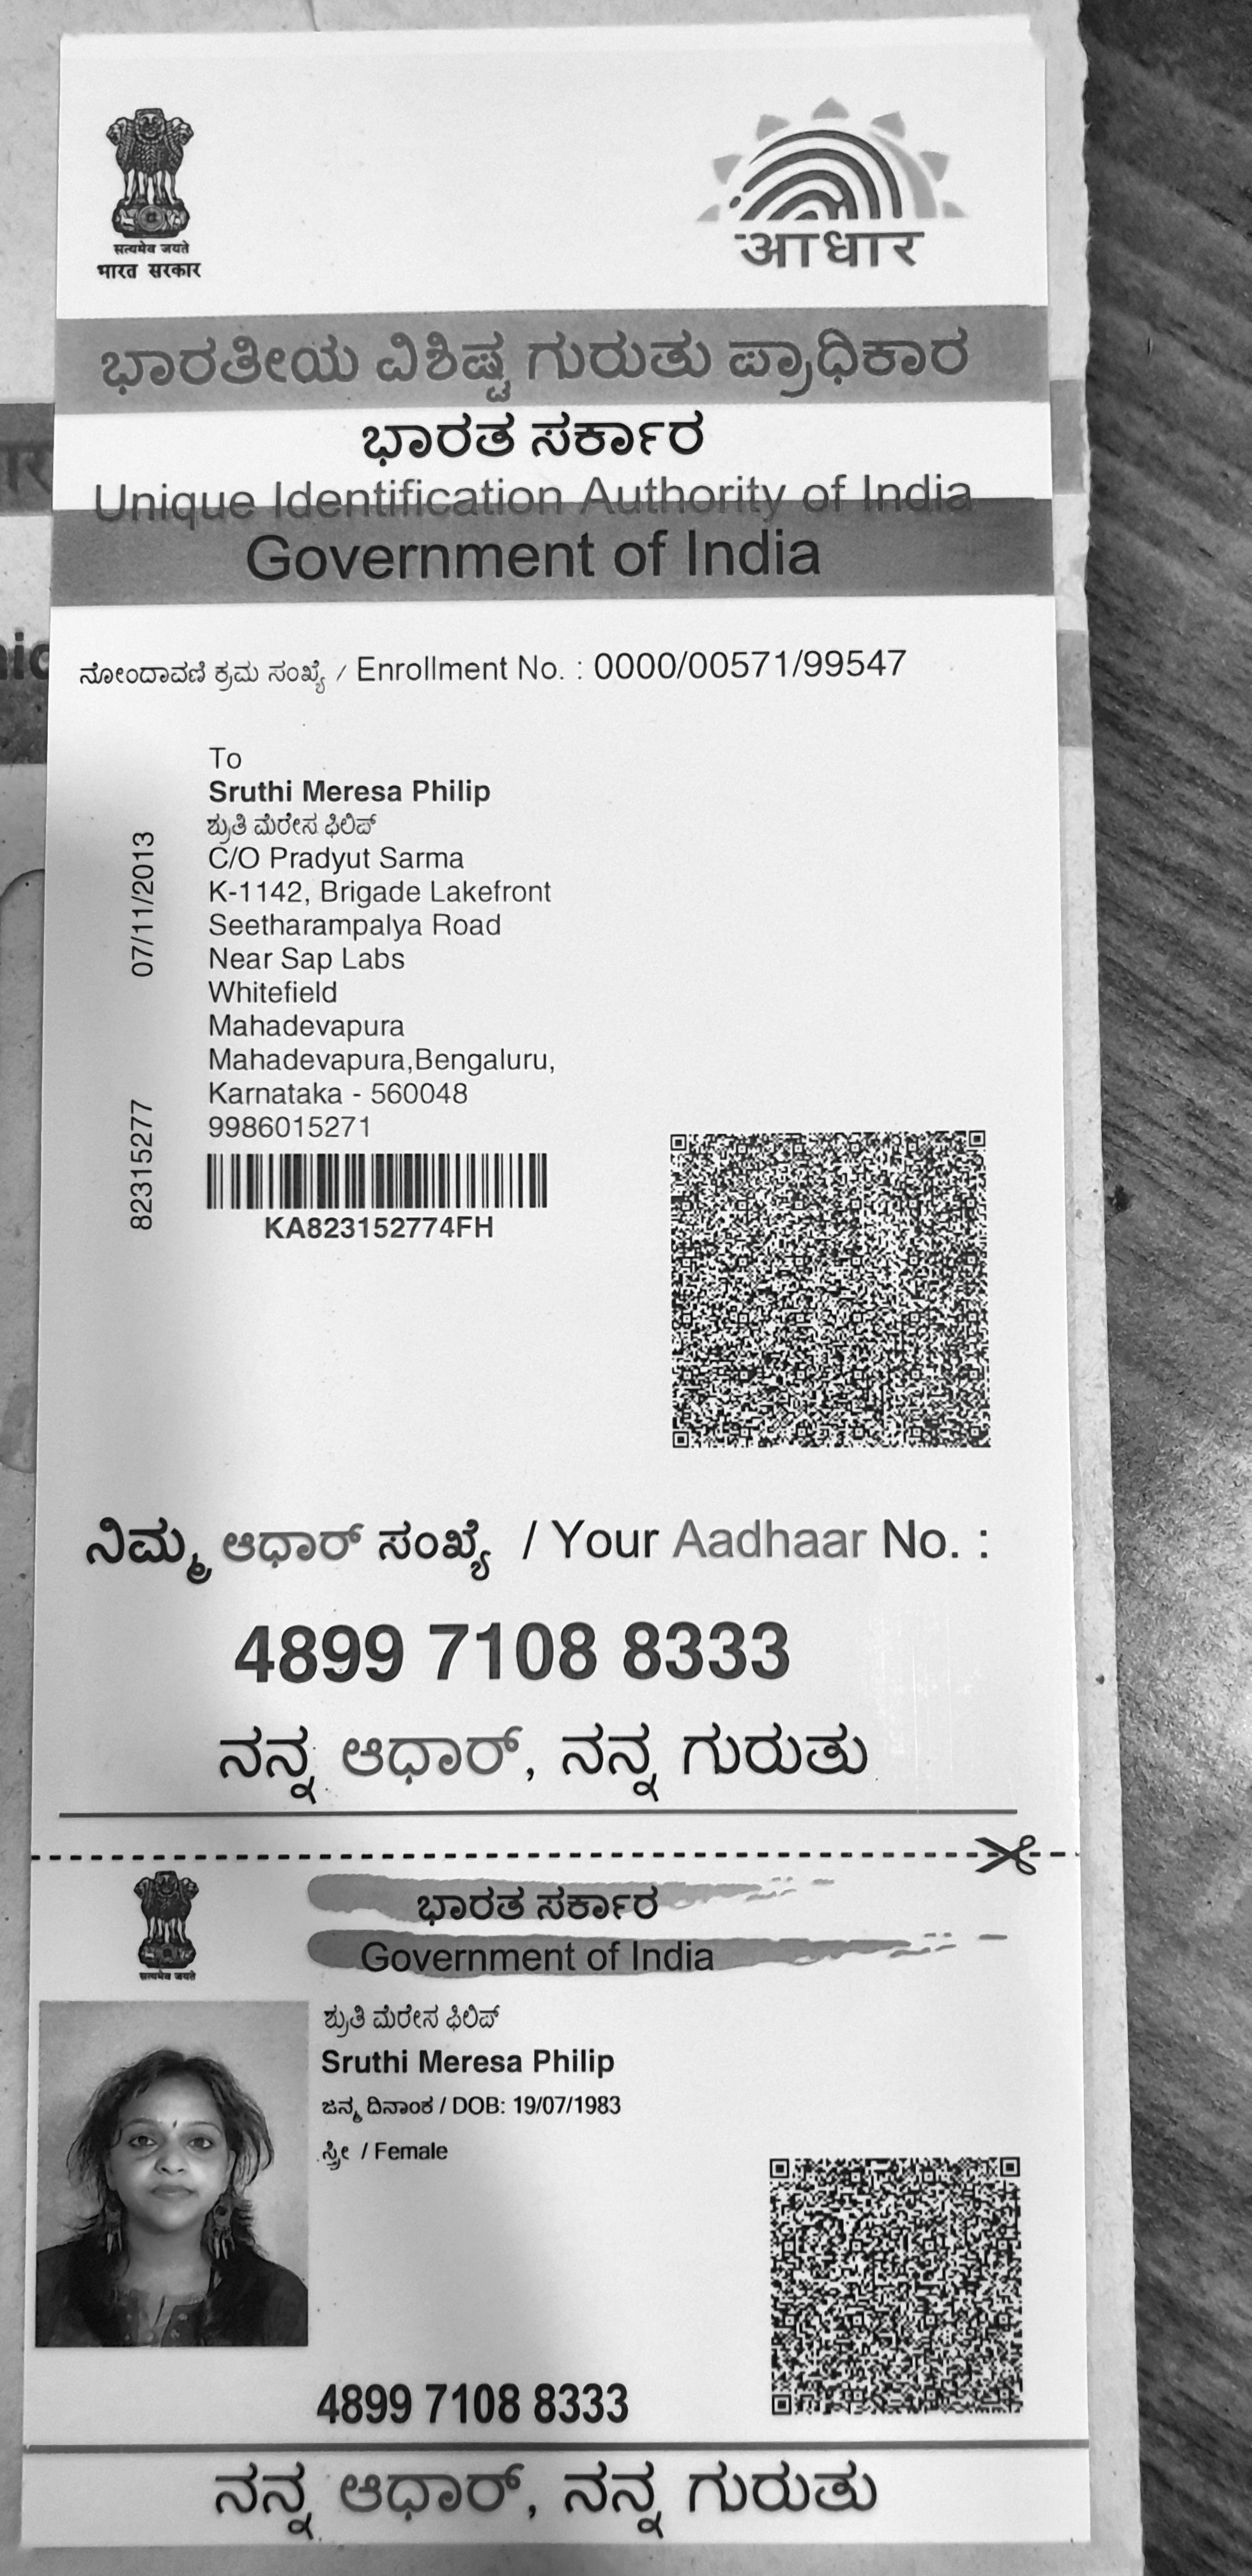 सत्यमेव जयते
भारत सरकार
आधार
ಭಾರತೀಯ ವಿಶಿಷ್ಟ ಗುರುತು ಪ್ರಾಧಿಕಾರ
ಭಾರತ ಸರ್ಕಾರ
Unique Identification Authority of India
Government of India
ನೋಂದಾವಣಿ ಕ್ರಮ ಸಂಖ್ಯೆ / Enrollment No. : 0000/00571/99547
To
Sruthi Meresa Philip
ಶ್ರುತಿ ಮೆರೇಸ ಫಿಲಿಪ್
C/O Pradyut Sarma
K-1142, Brigade Lakefront
Seetharampalya Road
Near Sap Labs
Whitefield
Mahadevapura
Mahadevapura,Bengaluru,
Karnataka - 560048
9986015271
07/11/2013
82315277
KA823152774FH
ನಿಮ್ಮ ಆಧಾರ್ ಸಂಖ್ಯೆ / Your Aadhaar No. :
4899 7108 8333
ನನ್ನ ಆಧಾರ್, ನನ್ನ ಗುರುತು
सत्यमेव जयते
ಭಾರತ ಸರ್ಕಾರ
Government of India
ಶ್ರುತಿ ಮೆರೇಸ ಫಿಲಿಪ್
Sruthi Meresa Philip
ಜನ್ಮ ದಿನಾಂಕ / DOB: 19/07/1983
ಸ್ತ್ರೀ / Female
4899 7108 8333
ನನ್ನ ಆಧಾರ್, ನನ್ನ ಗುರುತು